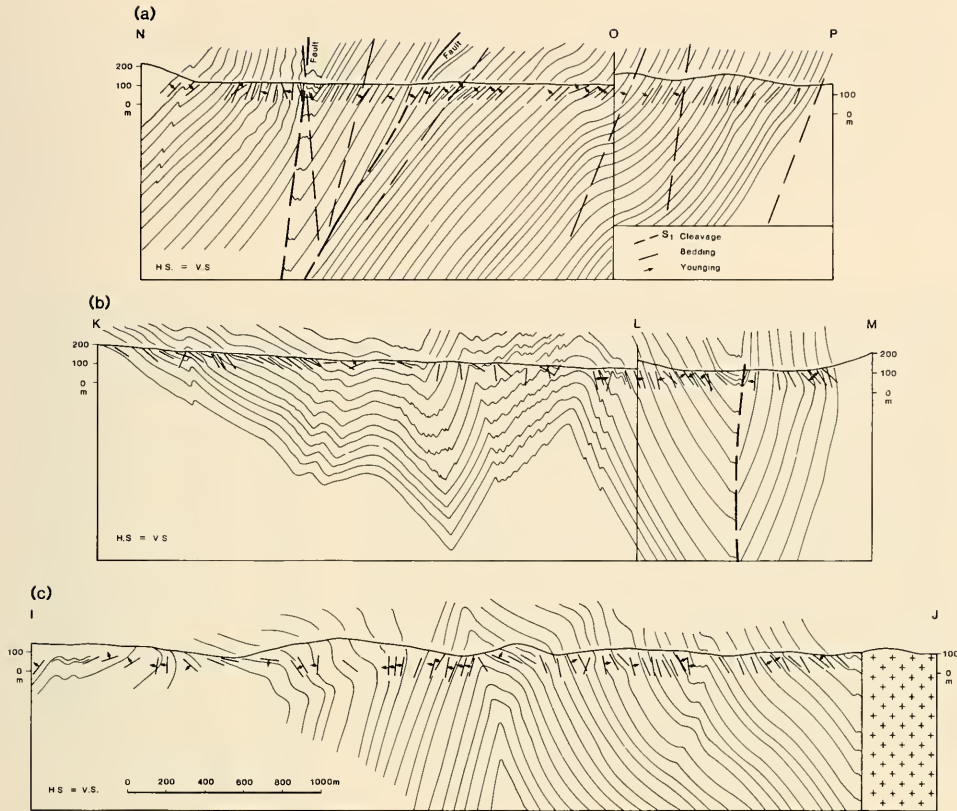 (a)
N
O
P
Fault
Fault
200
100
0
m
100
0
m
S1 Cleavage
Bedding
Younging
H S. = V.S
(b)
K
L
M
200
100
0
200
100
0
m
H.S = V S
(c)
I
J
100
0
m
100
0
m
0 200 400 600 800 1000m
H S = V.S.